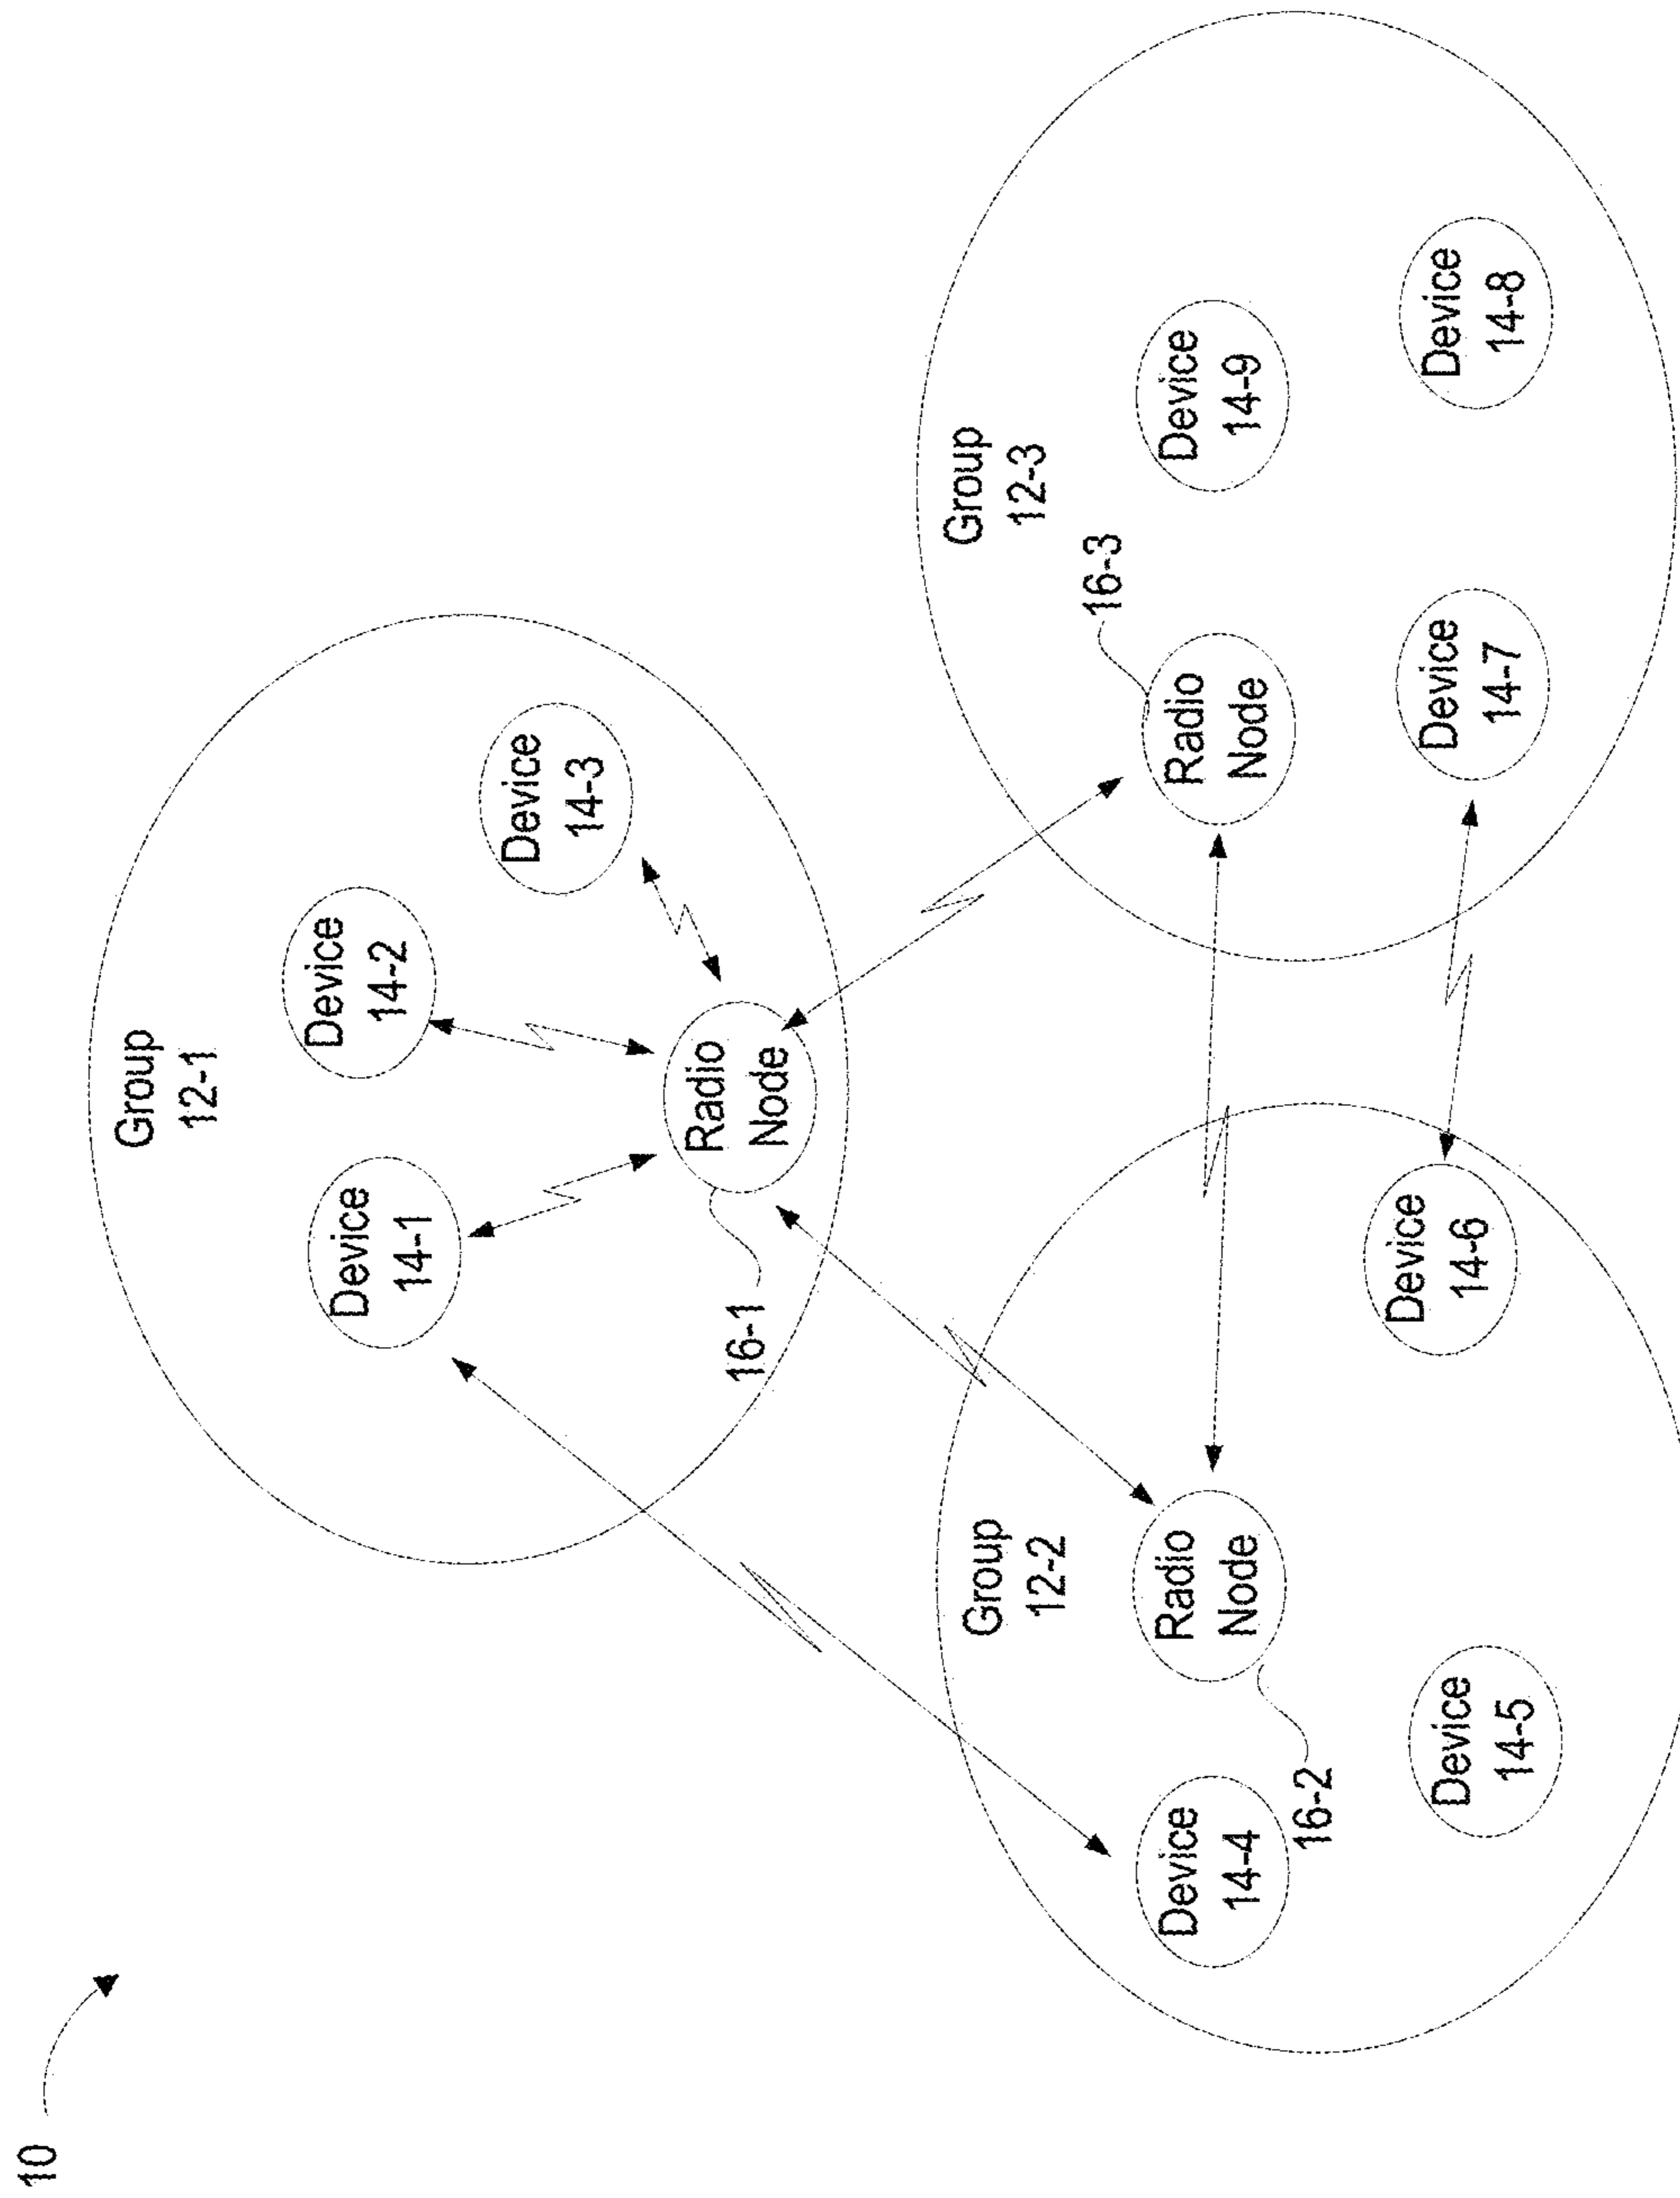 10
Group
12-1
Device
14-1
Device
14-2
Device
14-3
Radio
Node
16-1
Group
12-2
Device
14-4
Radio
Node
16-2
Device
14-5
Device
14-6
Group
12-3
16-3
Radio
Node
Device
14-9
Device
14-7
Device
14-8